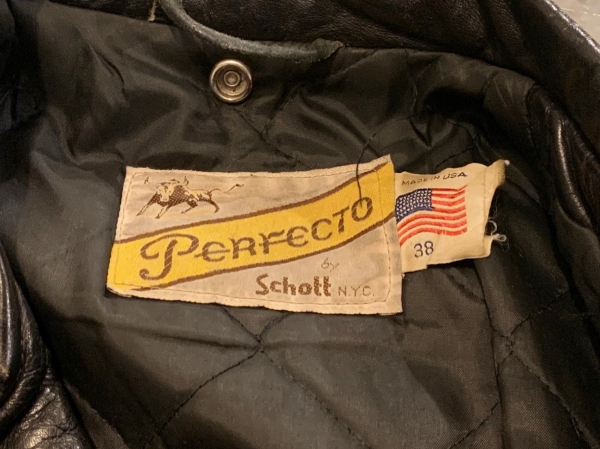 PERFECTO
by
Schott N.Y.C.
MADE IN USA
38